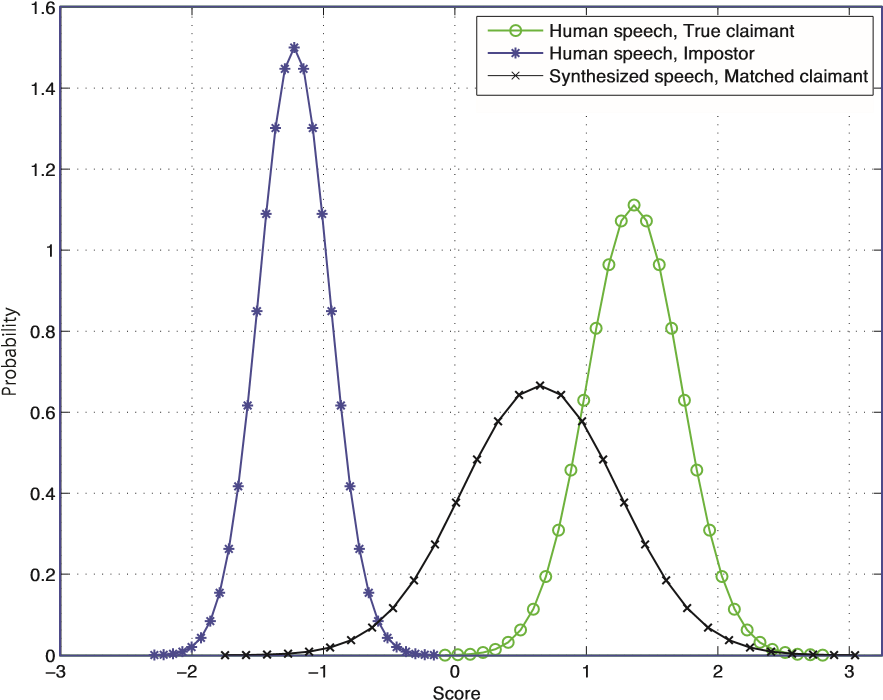 1.6
1.4
1.2
1
0.8
0.6
0.4
0.2
0
Probability
Human speech, True claimant
Human speech, Impostor
Synthesized speech, Matched claimant
−3 −2 −1 0 1 2 3
Score